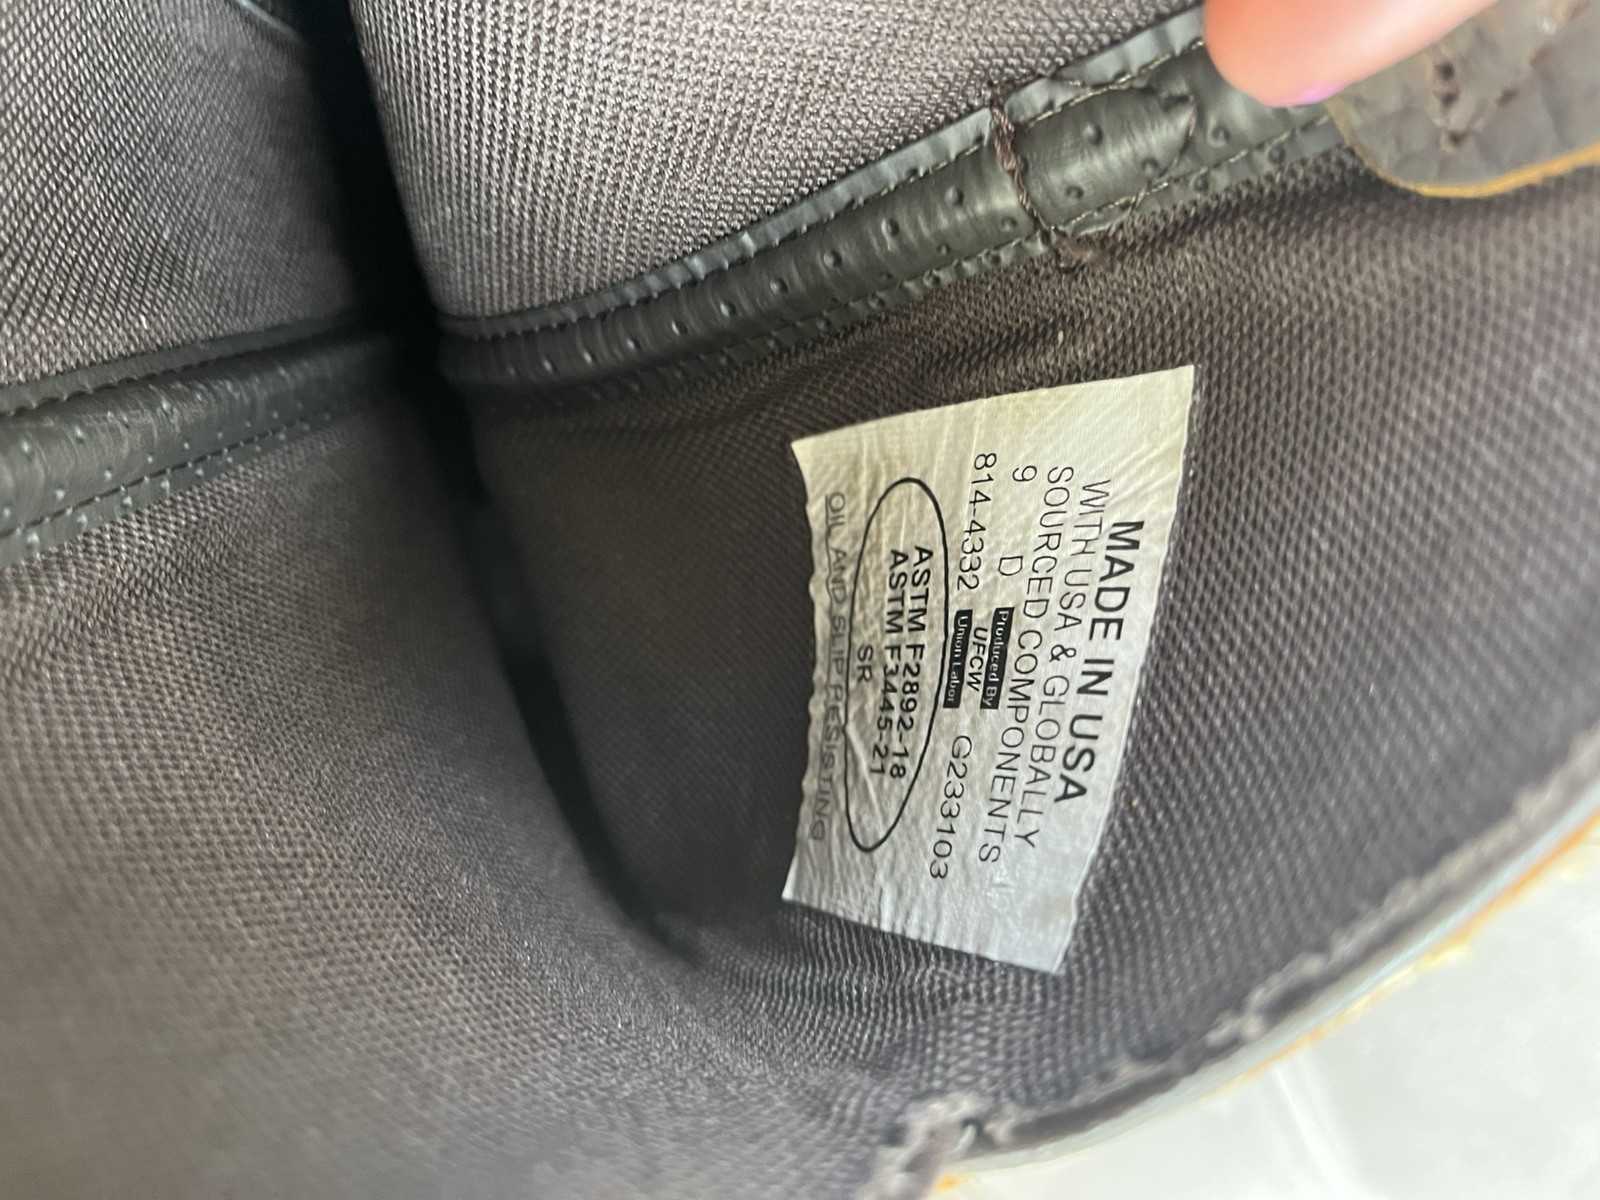 MADE IN USA
WITH USA & GLOBALLY
SOURCED COMPONENTS
9 D
Produced By
UFCW
Union Labor
814-4332
G233103
ASTM F2892-18
ASTM F3445-21
SR
OIL AND SLIP RESISTING